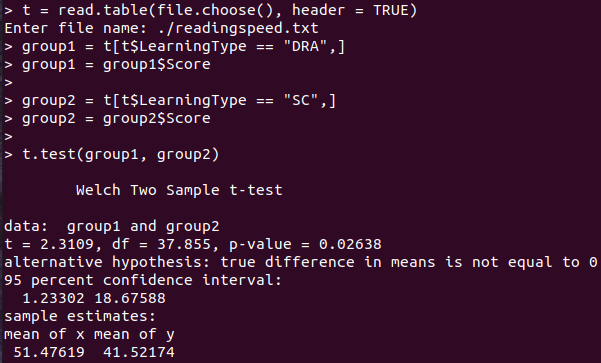 > t = read.table(file.choose(), header = TRUE)
Enter file name: ./readingspeed.txt
> group1 = t[t$LearningType == "DRA",]
> group1 = group1$Score
>
> group2 = t[t$LearningType == "SC",]
> group2 = group2$Score
>
> t.test(group1, group2)
Welch Two Sample t-test
data:  group1 and group2
t = 2.3109, df = 37.855, p-value = 0.02638
alternative hypothesis: true difference in means is not equal to 0
95 percent confidence interval:
1.23302 18.67588
sample estimates:
mean of x mean of y
51.47619  41.52174